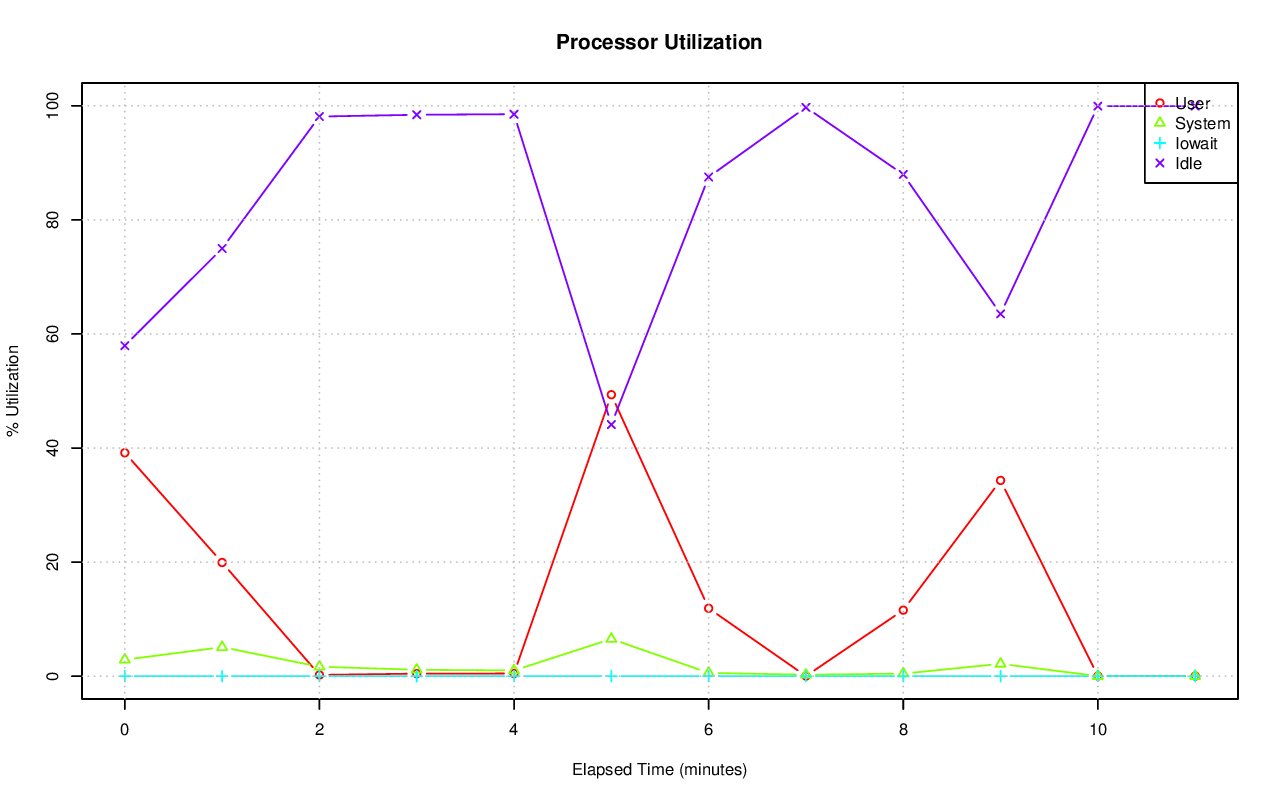 Processor Utilization
% Utilization
100
80
60
40
20
0
User
System
Iowait
Idle
0 2 4 6 8 10
Elapsed Time (minutes)